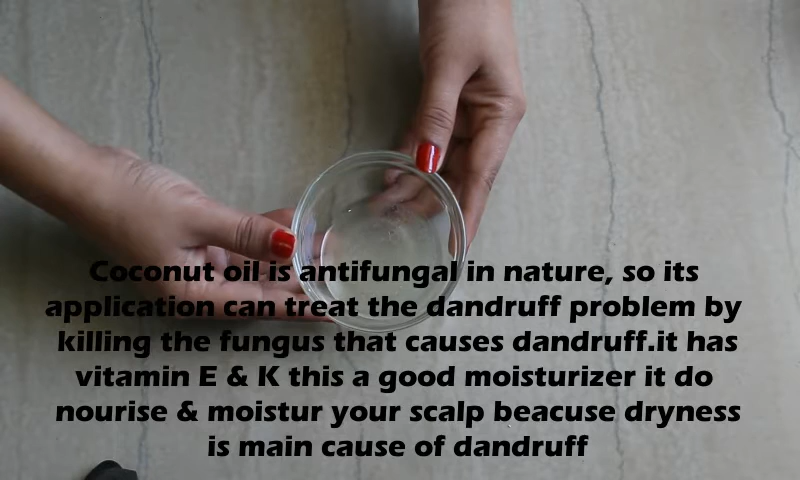 Coconut oil is antifungal in nature, so its
application can treat the dandruff problem by
killing the fungus that causes dandruff.it has
vitamin E & K this a good moisturizer it do
nourise & moistur your scalp beacuse dryness
is main cause of dandruff